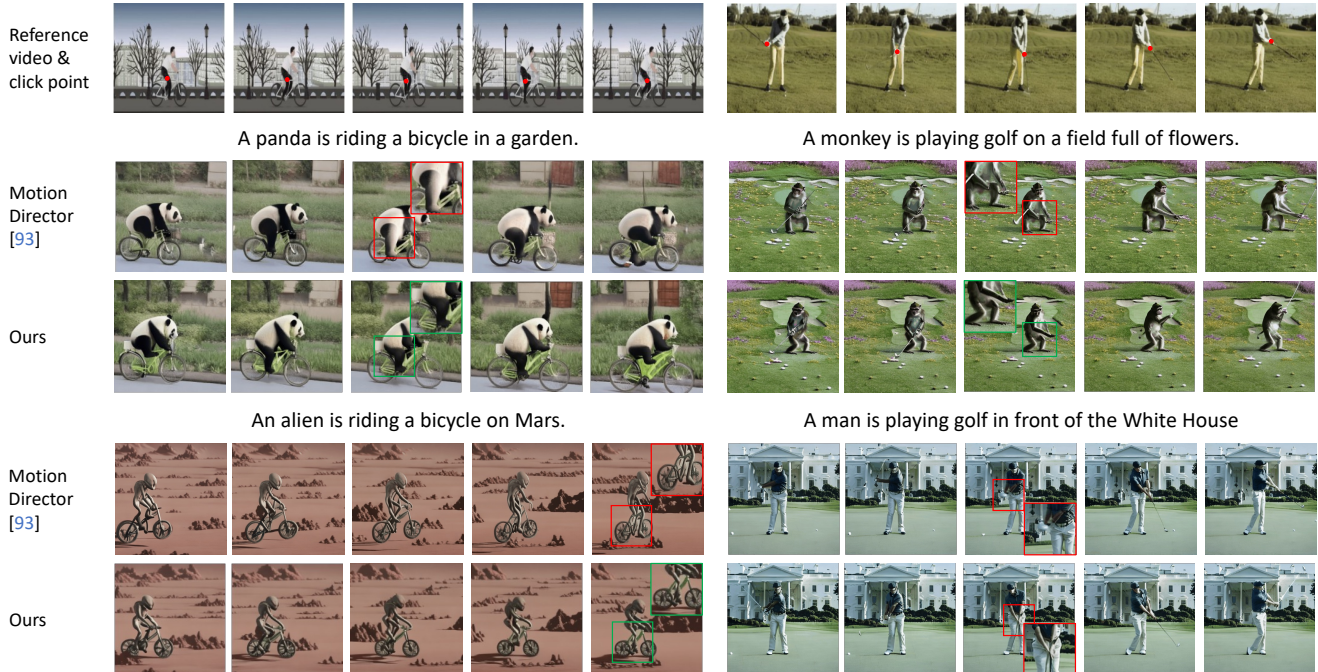 Reference
video &
click point
A panda is riding a bicycle in a garden.
A monkey is playing golf on a field full of flowers.
Motion
Director
[93]
Ours
An alien is riding a bicycle on Mars.
A man is playing golf in front of the White House
Motion
Director
[93]
Ours